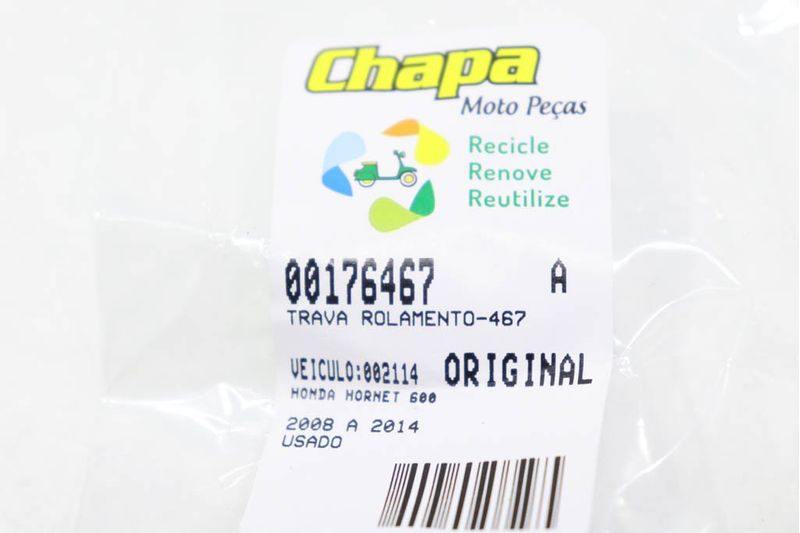 Chapa
Moto Peças
Recicle
Renove
Reutilize
00176467 A
TRAVA ROLAMENTO-467
VEICULO:002114 ORIGINAL
HONDA HORNET 600
2008 A 2014
USADO